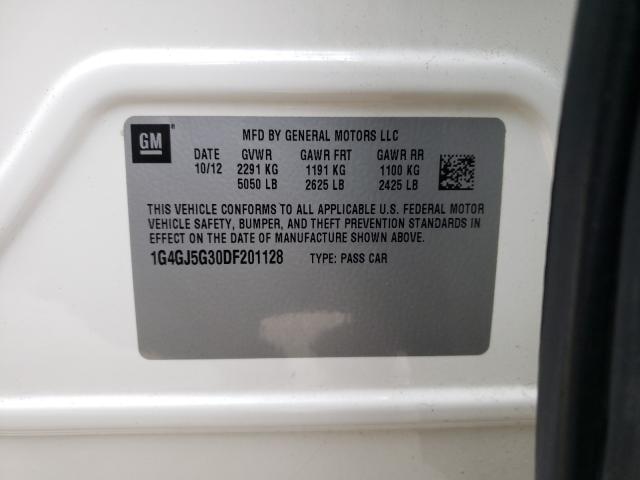 GM
MFD BY GENERAL MOTORS LLC
DATE GVWR GAWR FRT GAWR RR
10/12 2291 KG 1191 KG 1100 KG
5050 LB 2625 LB 2425 LB
THIS VEHICLE CONFORMS TO ALL APPLICABLE U.S. FEDERAL MOTOR
VEHICLE SAFETY, BUMPER, AND THEFT PREVENTION STANDARDS IN
EFFECT ON THE DATE OF MANUFACTURE SHOWN ABOVE.
1G4GJ5G30DF201128 TYPE: PASS CAR